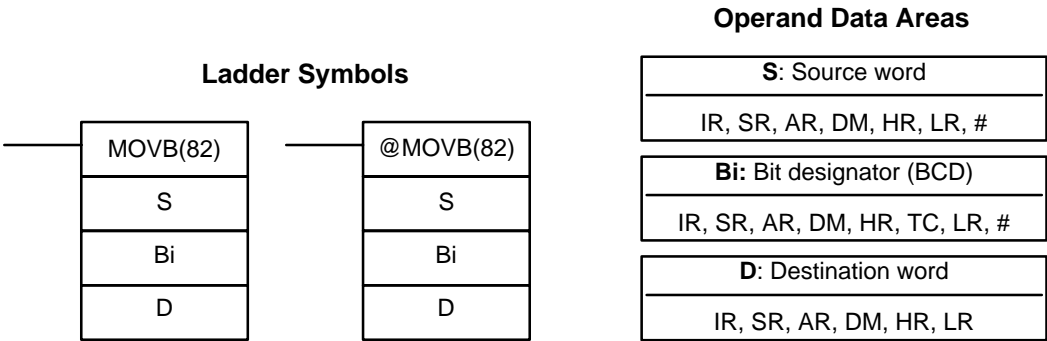 Ladder Symbols
MOVB(82)
S
Bi
D
@MOVB(82)
S
Bi
D
Operand Data Areas
S: Source word
IR, SR, AR, DM, HR, LR, #
Bi: Bit designator (BCD)
IR, SR, AR, DM, HR, TC, LR, #
D: Destination word
IR, SR, AR, DM, HR, LR